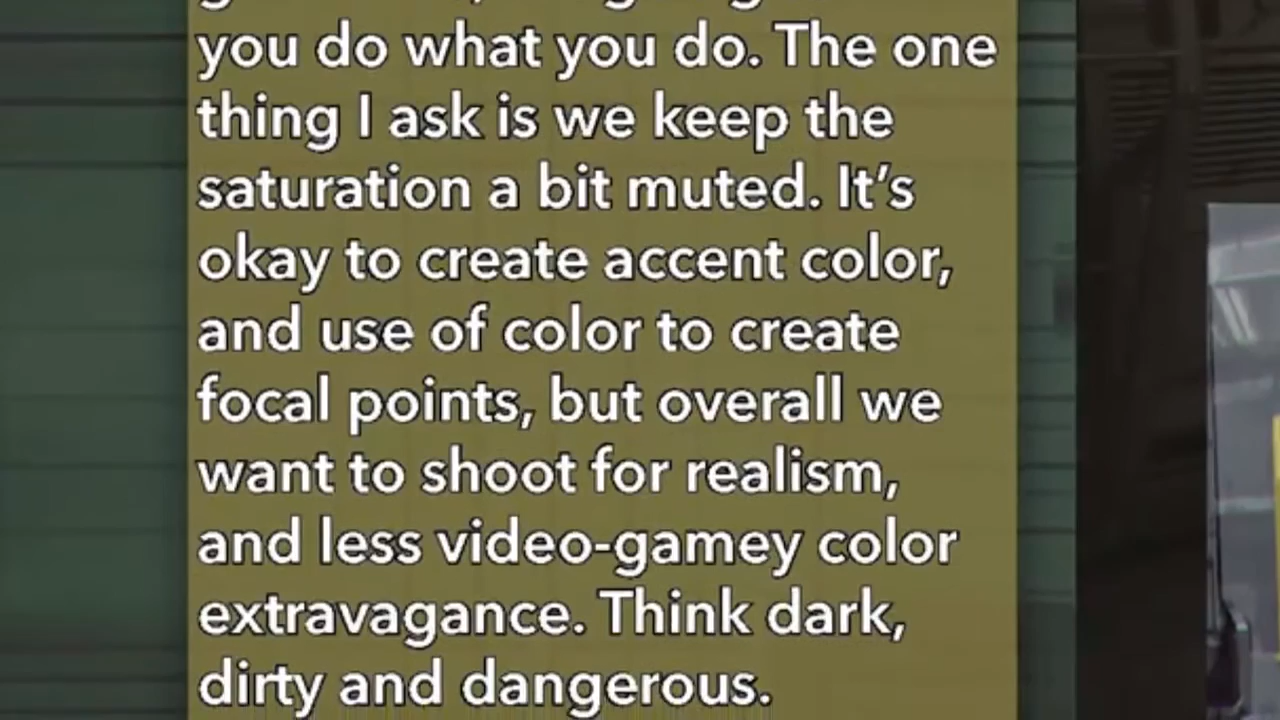 you do what you do. The one
thing I ask is we keep the
saturation a bit muted. It’s
okay to create accent color,
and use of color to create
focal points, but overall we
want to shoot for realism,
and less video-gamey color
extravagance. Think dark,
dirty and dangerous.